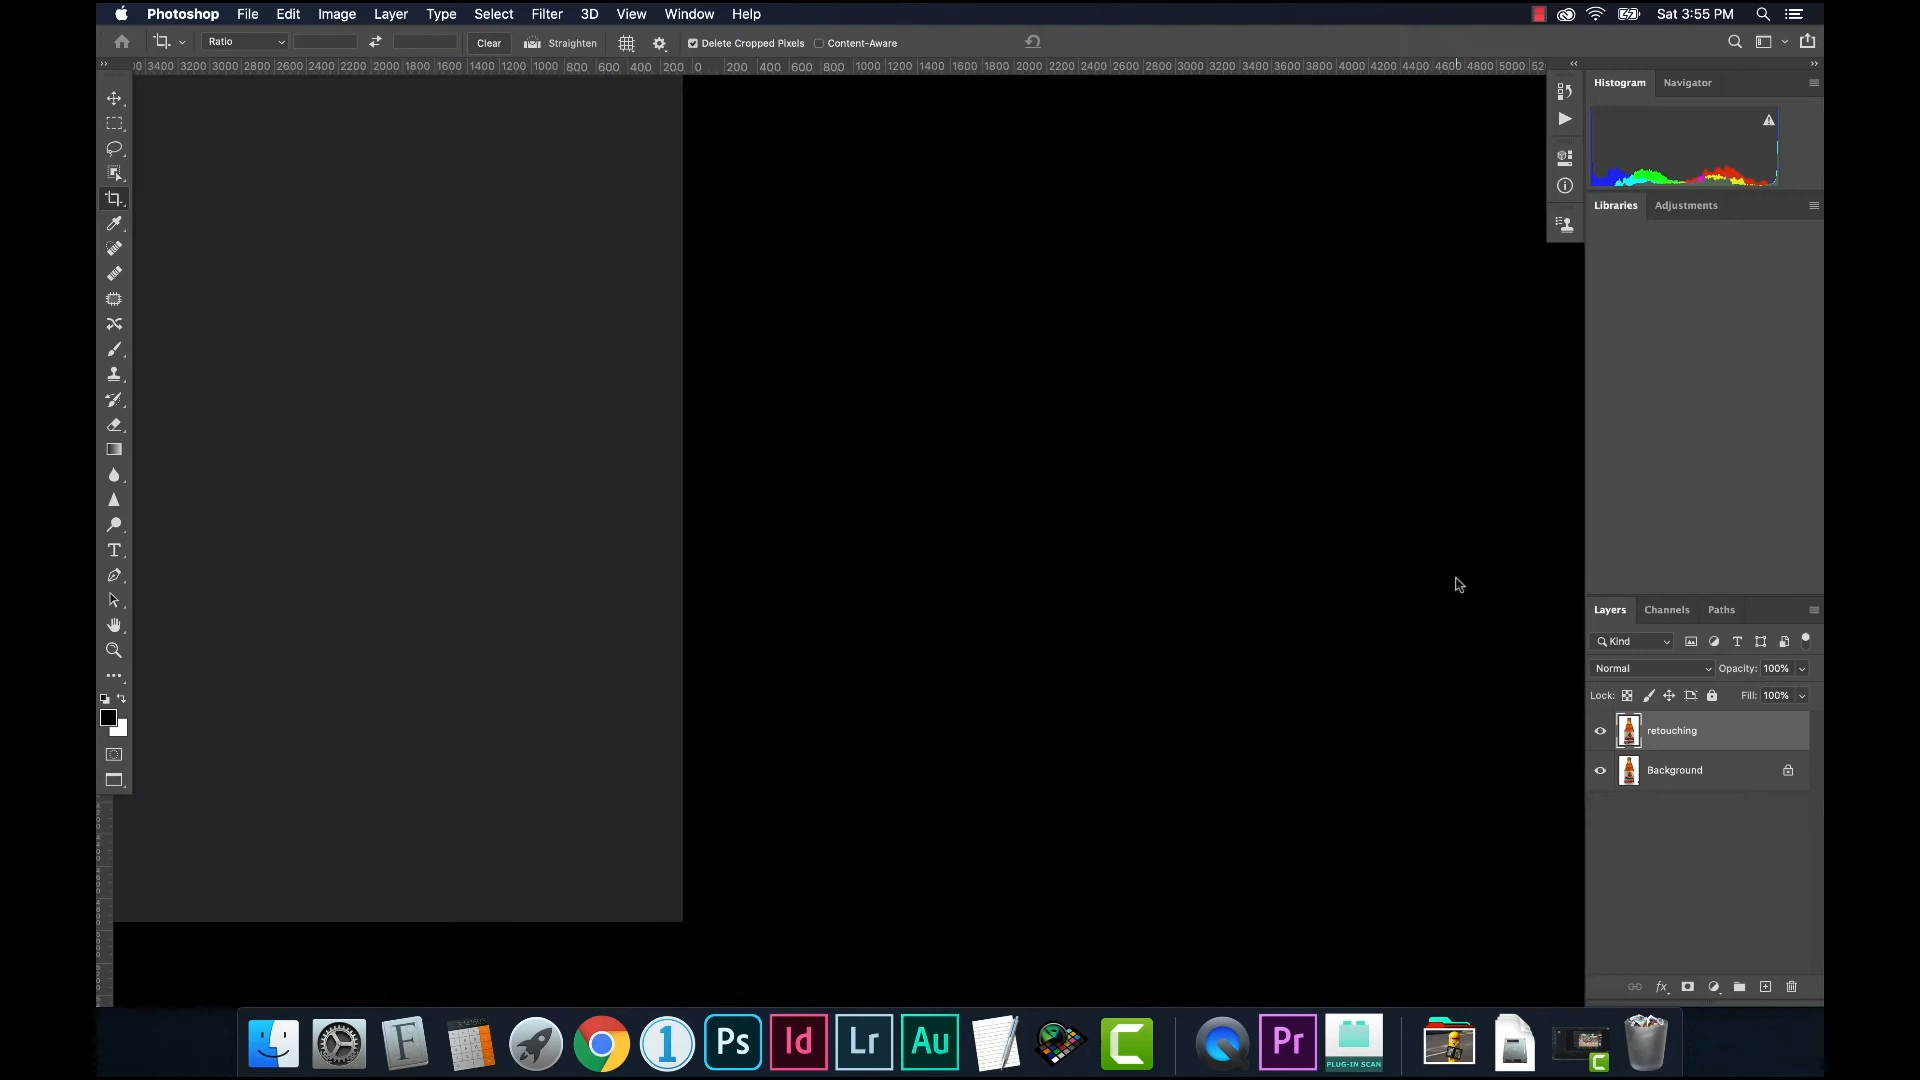 Photoshop File Edit Image Layer Type Select Filter 3D View Window Help Sat 3:55 PM
Ratio Clear Straighten Delete Cropped Pixels Content-Aware
3400 3200 3000 2800 2600 2400 2200 2000 1800 1600 1400 1200 1000 800 600 400 200 0 200 400 600 800 1000 1200 1400 1600 1800 2000 2200 2400 2600 2800 3000 3200 3400 3600 3800 4000 4200 4400 4600 4800 5000
Histogram Navigator
Libraries Adjustments
Layers Channels Paths
Kind
Normal Opacity: 100%
Lock: Fill: 100%
retouching
Background
Ps Id Lr Au Pr
PLUG-IN SCAN